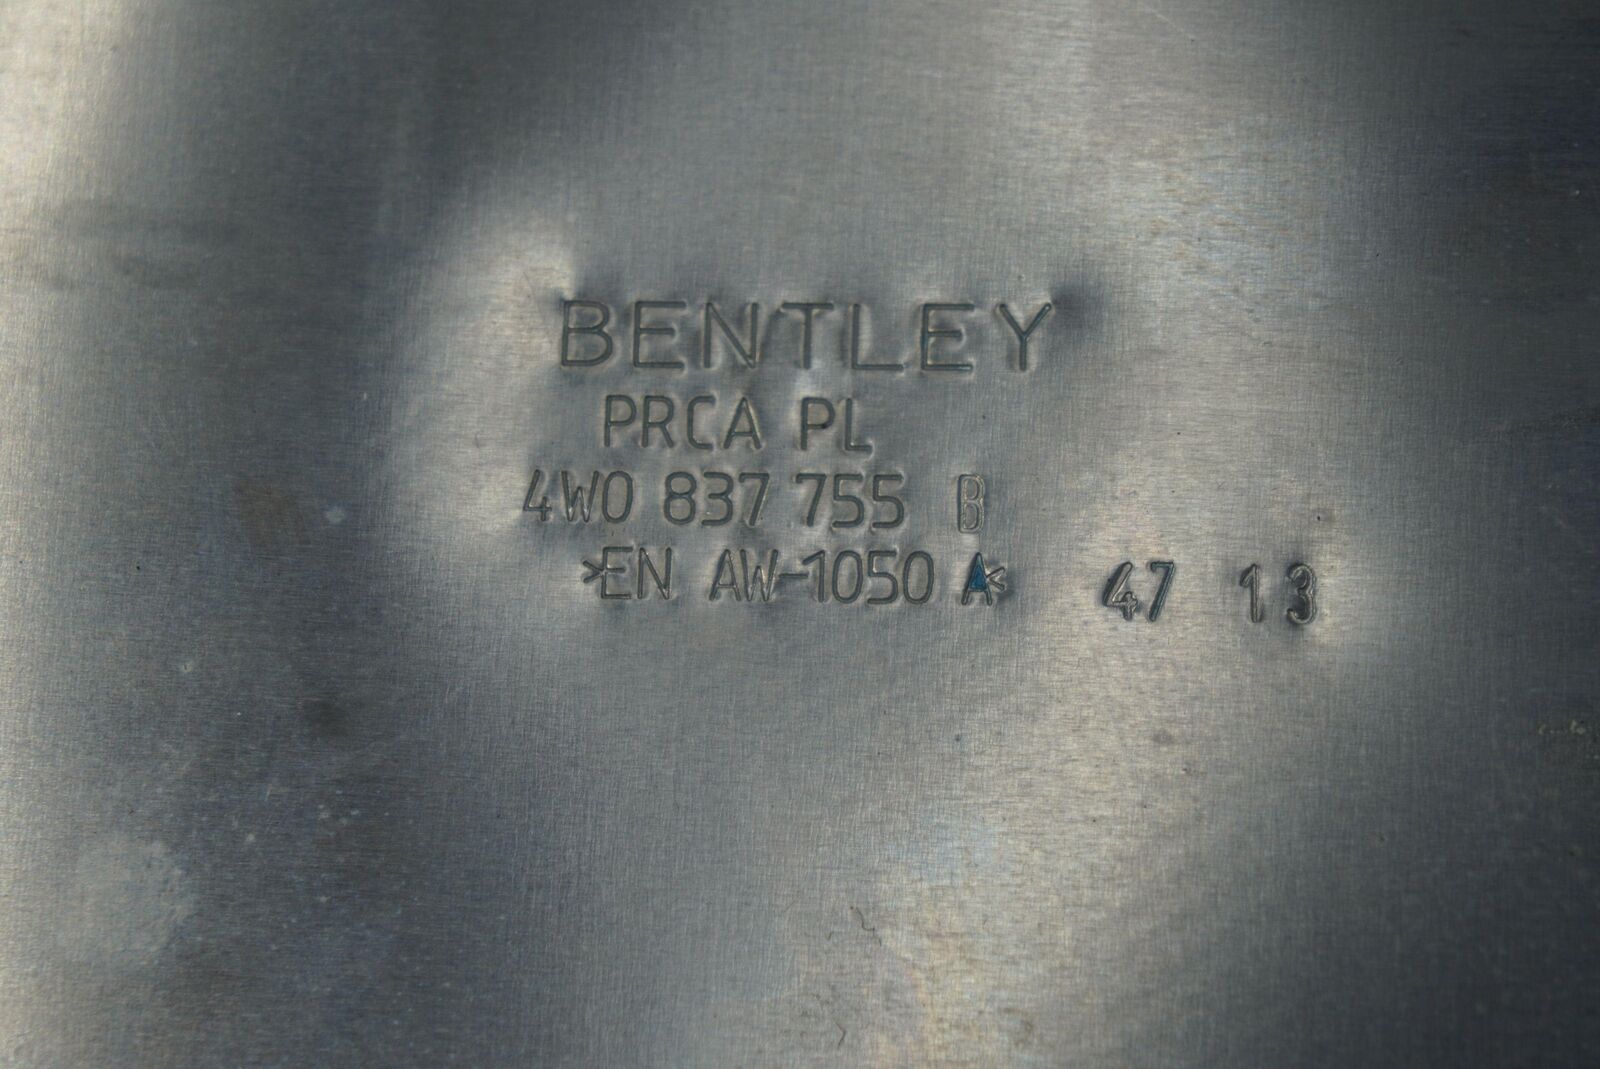 BENTLEY
PRCA PL
4W0 837 755 B
>EN AW-1050 A< 47 13